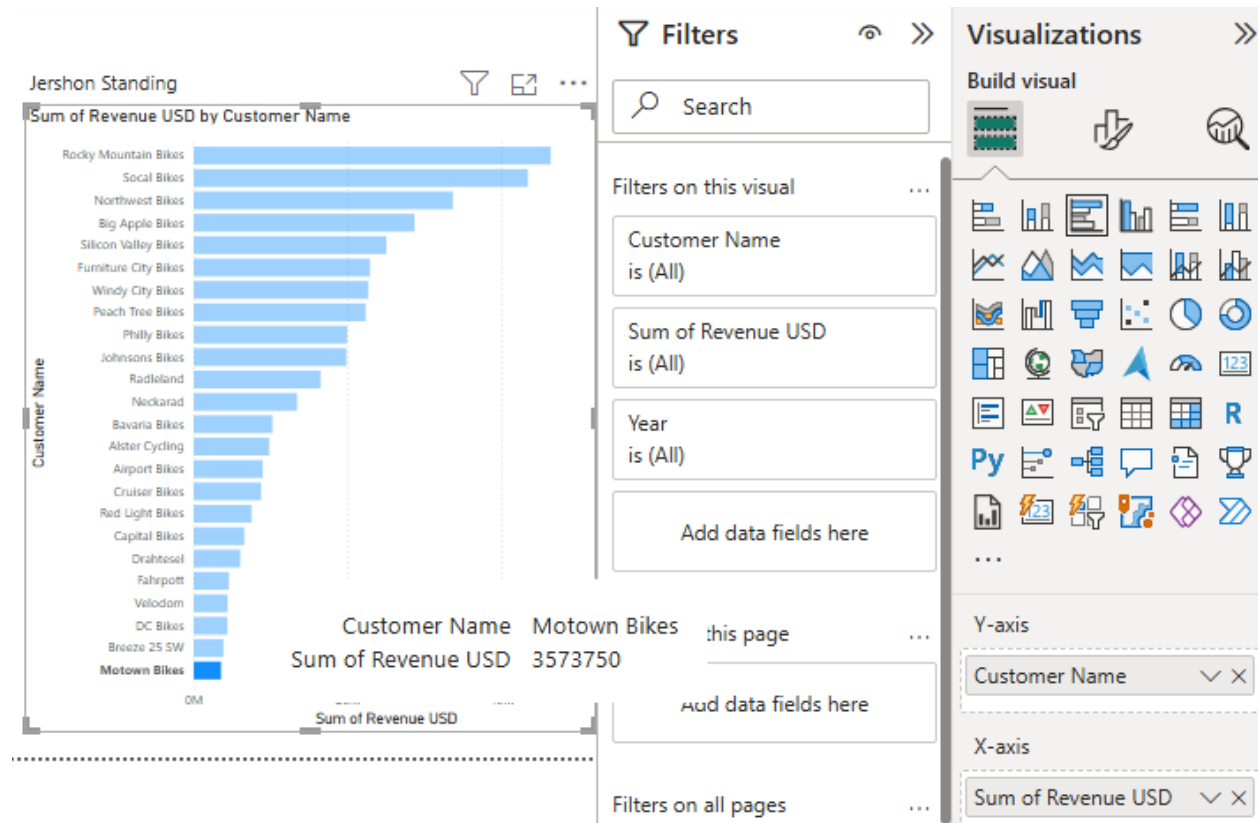 Jershon Standing
Sum of Revenue USD by Customer Name
Rocky Mountain Bikes
Socal Bikes
Northwest Bikes
Big Apple Bikes
Silicon Valley Bikes
Furniture City Bikes
Windy City Bikes
Peach Tree Bikes
Philly Bikes
Johnsons Bikes
Radleland
Neckarad
Bavaria Bikes
Alster Cycling
Airport Bikes
Cruiser Bikes
Red Light Bikes
Capital Bikes
Drahtesel
Fahrpott
Velodom
DC Bikes
Breeze 25 SW
Motown Bikes
Customer Name
0M
Sum of Revenue USD
Customer Name Motown Bikes
Sum of Revenue USD 3573750
Filters
Search
Filters on this visual
Customer Name
is (All)
Sum of Revenue USD
is (All)
Year
is (All)
Add data fields here
this page
Add data fields here
Filters on all pages
Visualizations
Build visual
123
R
Py
123
Y-axis
Customer Name
X-axis
Sum of Revenue USD